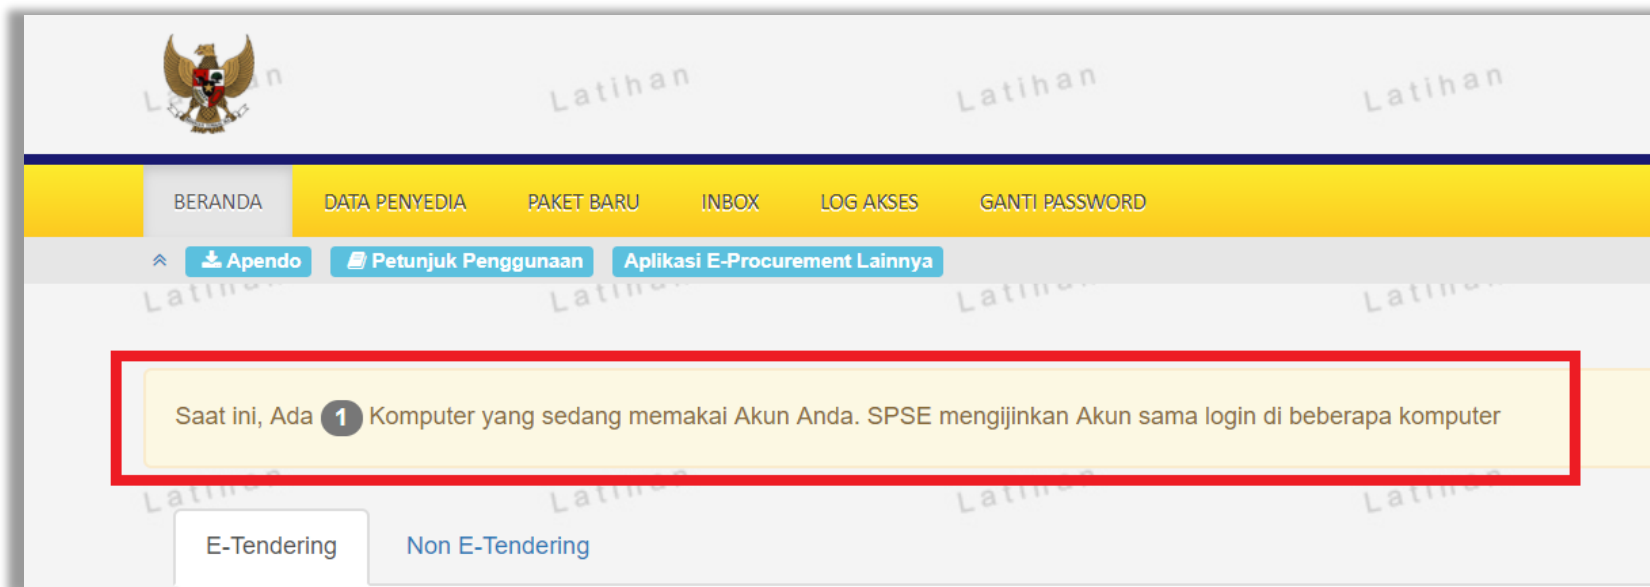 Latihan Latihan Latihan
BERANDA DATA PENYEDIA PAKET BARU INBOX LOG AKSES GANTI PASSWORD
Apendo Petunjuk Penggunaan Aplikasi E-Procurement Lainnya
Saat ini, Ada 1 Komputer yang sedang memakai Akun Anda. SPSE mengijinkan Akun sama login di beberapa komputer
E-Tendering Non E-Tendering